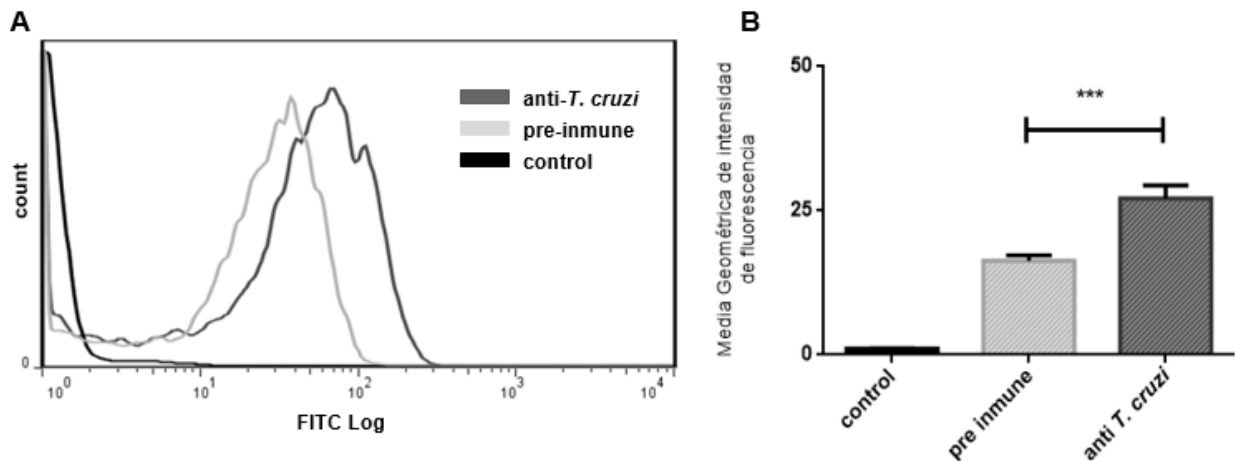 A
count
0
anti-T. cruzi
pre-inmune
control
10^0
10^1
10^2
10^3
10^4
FITC Log
B
Media Geométrica de intensidad
de fluorescencia
50
25
0
***
control
pre inmune
anti T. cruzi